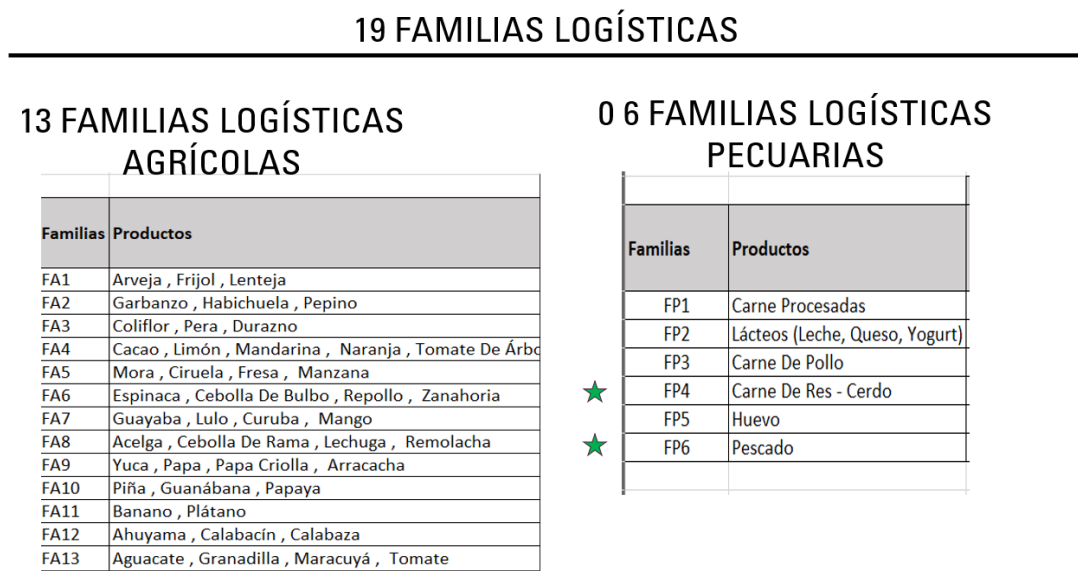 19 FAMILIAS LOGÍSTICAS
13 FAMILIAS LOGÍSTICAS
AGRÍCOLAS
Familias Productos
FA1 Arveja , Frijol , Lenteja
FA2 Garbanzo , Habichuela , Pepino
FA3 Coliflor , Pera , Durazno
FA4 Cacao , Limón , Mandarina , Naranja , Tomate De Árbo
FA5 Mora , Ciruela , Fresa , Manzana
FA6 Espinaca , Cebolla De Bulbo , Repollo , Zanahoria
FA7 Guayaba , Lulo , Curuba , Mango
FA8 Acelga , Cebolla De Rama , Lechuga , Remolacha
FA9 Yuca , Papa , Papa Criolla , Arracacha
FA10 Piña , Guanábana , Papaya
FA11 Banano , Plátano
FA12 Ahuyama , Calabacín , Calabaza
FA13 Aguacate , Granadilla , Maracuyá , Tomate
0 6 FAMILIAS LOGÍSTICAS
PECUARIAS
Familias Productos
FP1 Carne Procesadas
FP2 Lácteos (Leche, Queso, Yogurt)
FP3 Carne De Pollo
FP4 Carne De Res - Cerdo
FP5 Huevo
FP6 Pescado